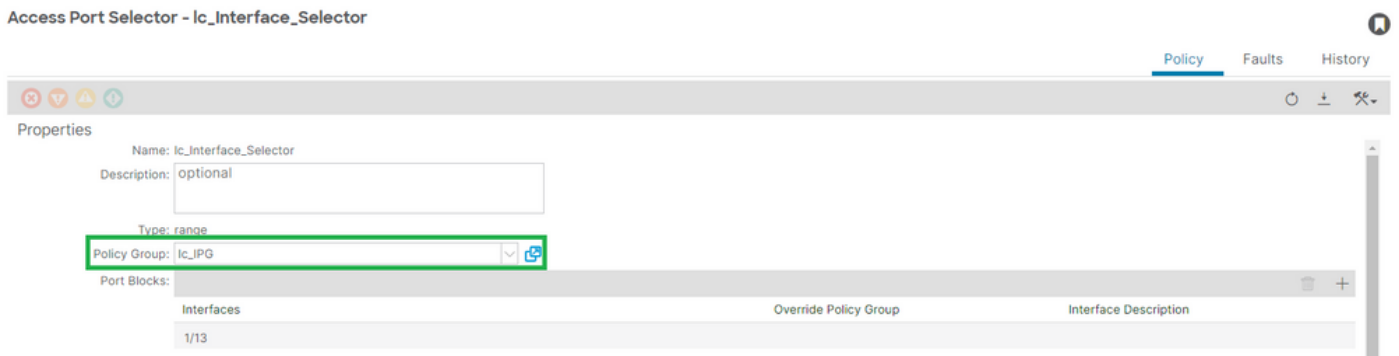 Access Port Selector - lc_Interface_Selector
Policy Faults History
Properties
Name: lc_Interface_Selector
Description: optional
Type: range
Policy Group: lc_IPG
Port Blocks:
Interfaces Override Policy Group Interface Description
1/13